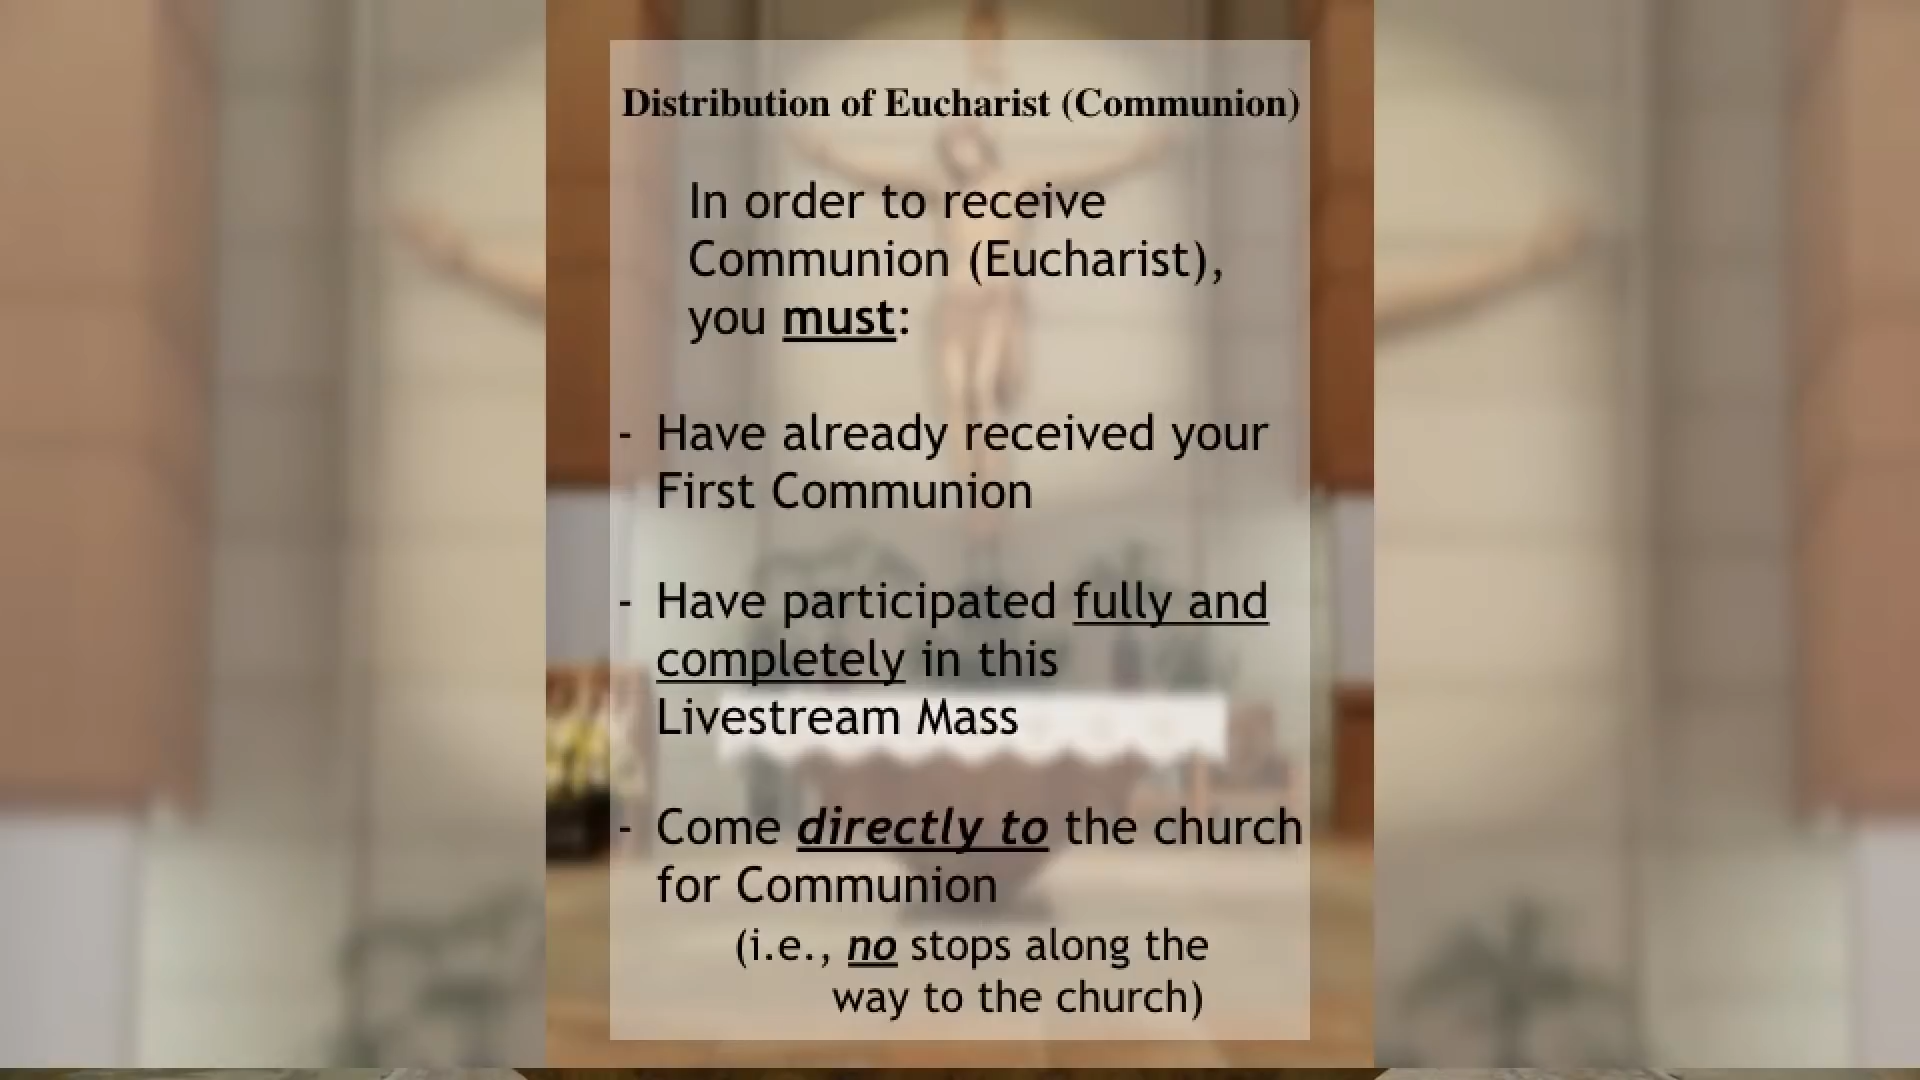 Distribution of Eucharist (Communion)
In order to receive
Communion (Eucharist),
you must:
- Have already received your
First Communion
- Have participated fully and
completely in this
Livestream Mass
- Come directly to the church
for Communion
(i.e., no stops along the
way to the church)